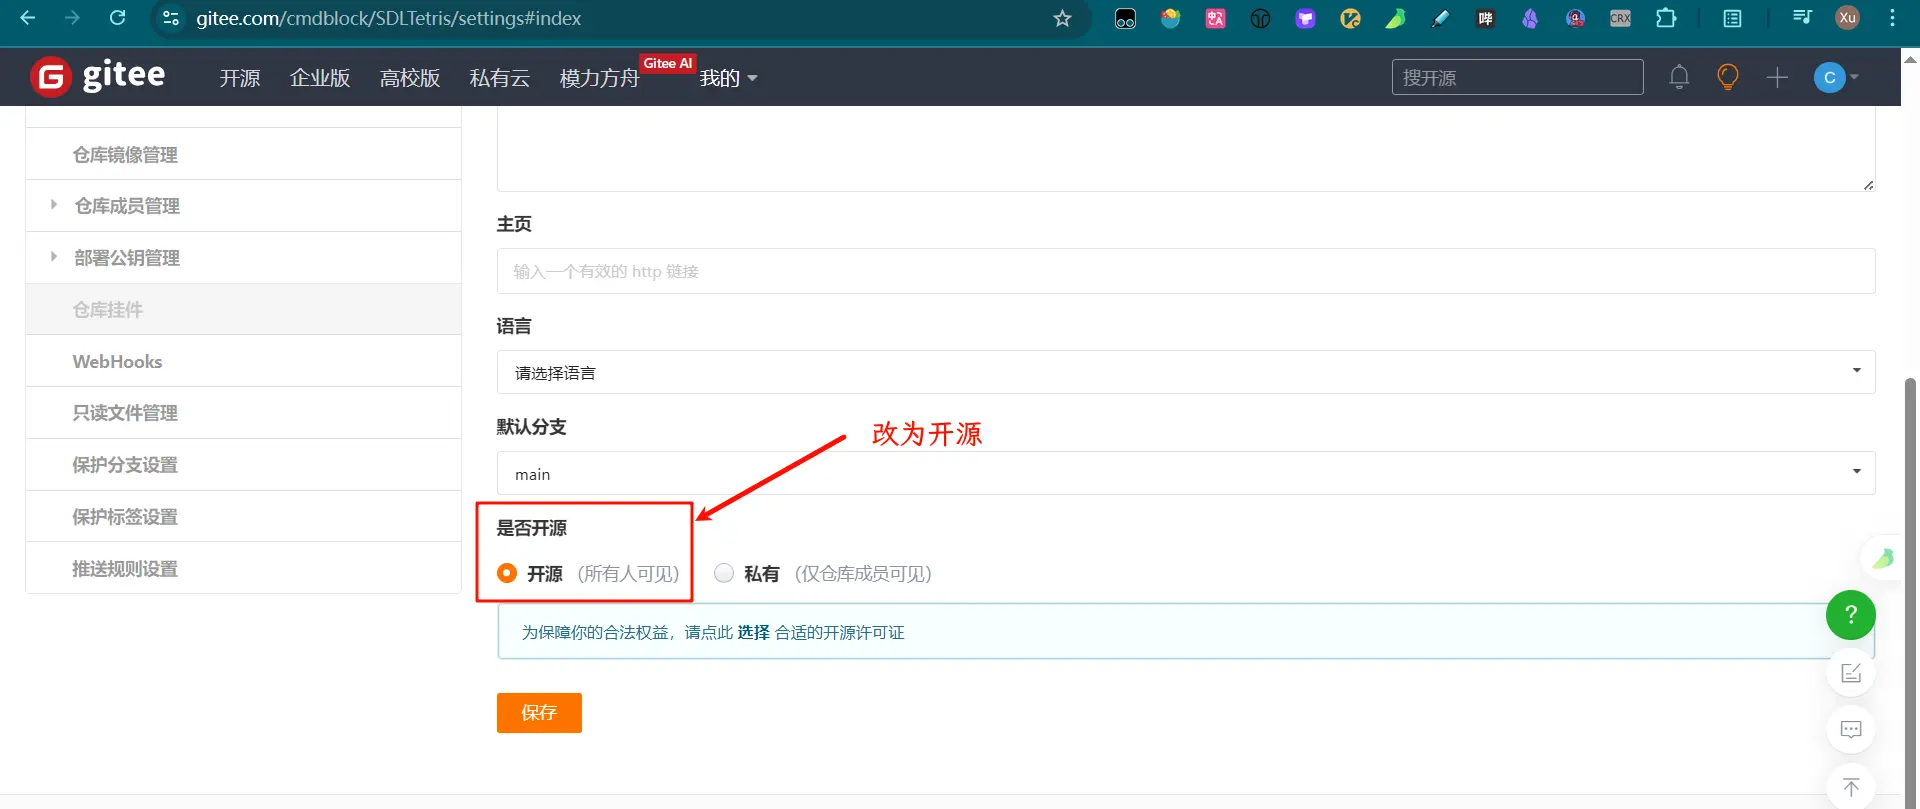 gitee.com/cmdblock/SDLTetris/settings#index
CRX
Xu
gitee
开源
企业版
高校版
私有云
模力方舟
Gitee AI
我的
搜开源
C
仓库镜像管理
仓库成员管理
部署公钥管理
仓库挂件
WebHooks
只读文件管理
保护分支设置
保护标签设置
推送规则设置
主页
输入一个有效的 http 链接
语言
请选择语言
默认分支
main
改为开源
是否开源
开源 (所有人可见) 私有 (仅仓库成员可见)
为保障你的合法权益，请点此 选择 合适的开源许可证
保存
?